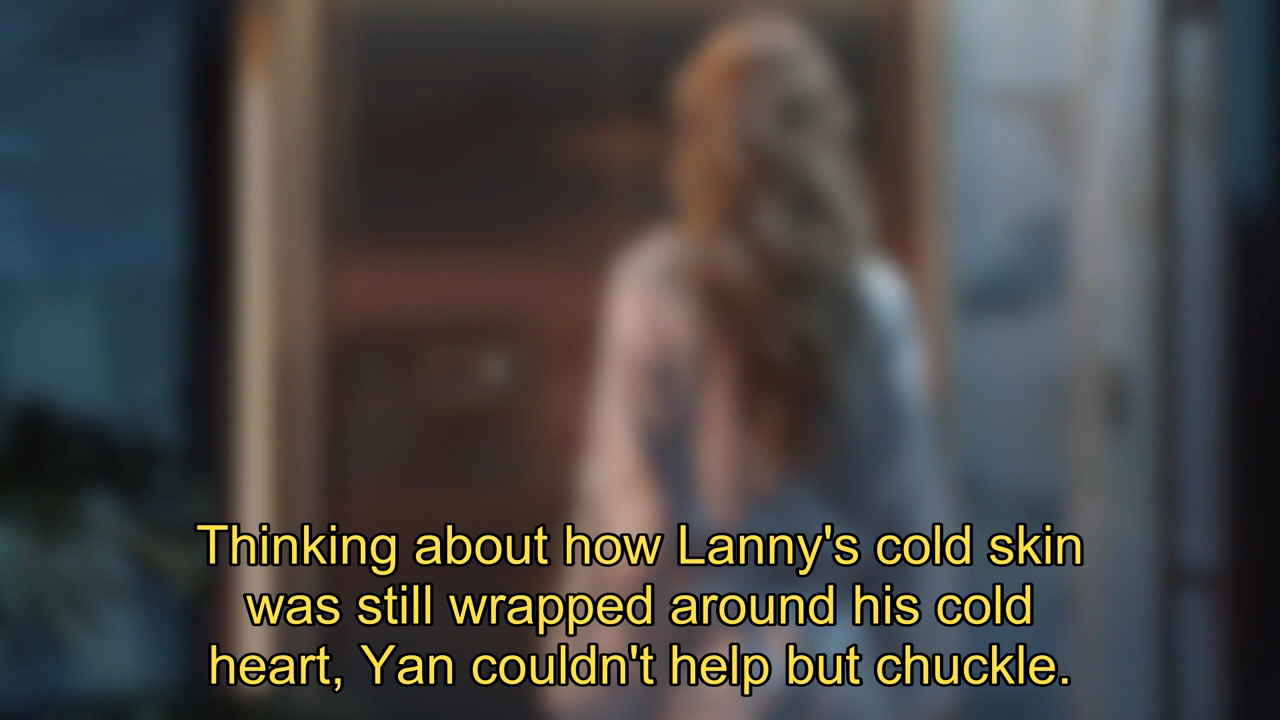 Thinking about how Lanny's cold skin
was still wrapped around his cold
heart, Yan couldn't help but chuckle.